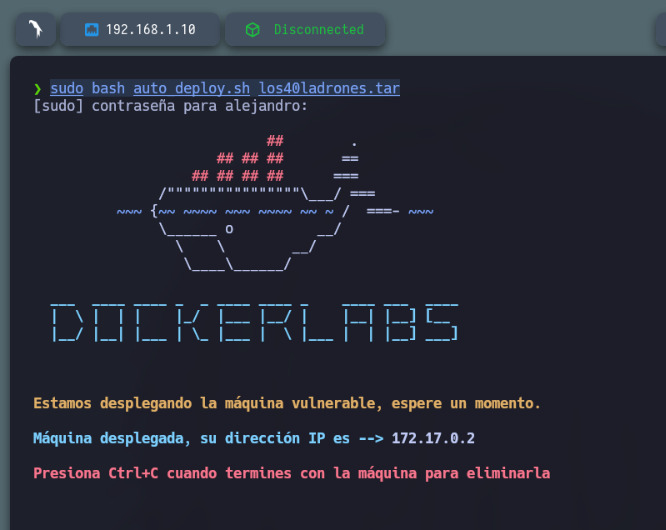 192.168.1.10
Disconnected
❯ sudo bash auto_deploy.sh los40ladrones.tar
[sudo] contraseña para alejandro:
                            ##        .
                      ## ## ##       ==
                   ## ## ## ##      ===
               /""""""""""""""""\___/ ===
          ~~~ {~~ ~~~~ ~~~ ~~~~ ~~ ~ /  ===- ~~~
               \______ o          __/
                 \    \        __/
                  \____\______/
DOCKERLABS
Estamos desplegando la máquina vulnerable, espere un momento.
Máquina desplegada, su dirección IP es --> 172.17.0.2
Presiona Ctrl+C cuando termines con la máquina para eliminarla